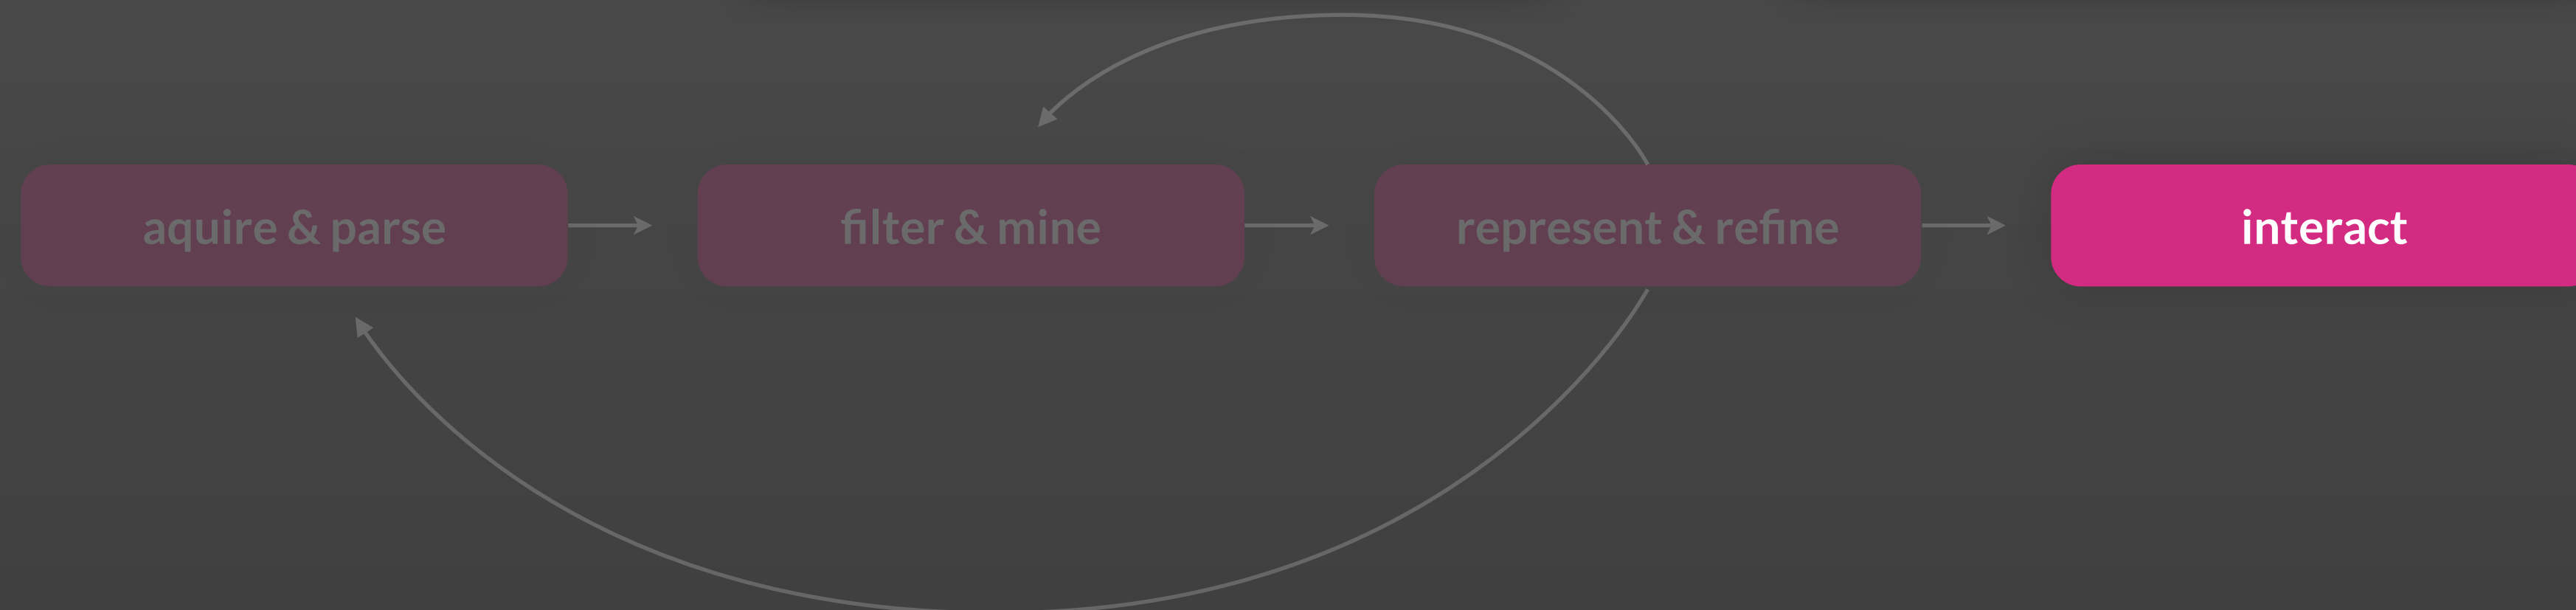 aquire & parse
filter & mine
represent & refine
interact